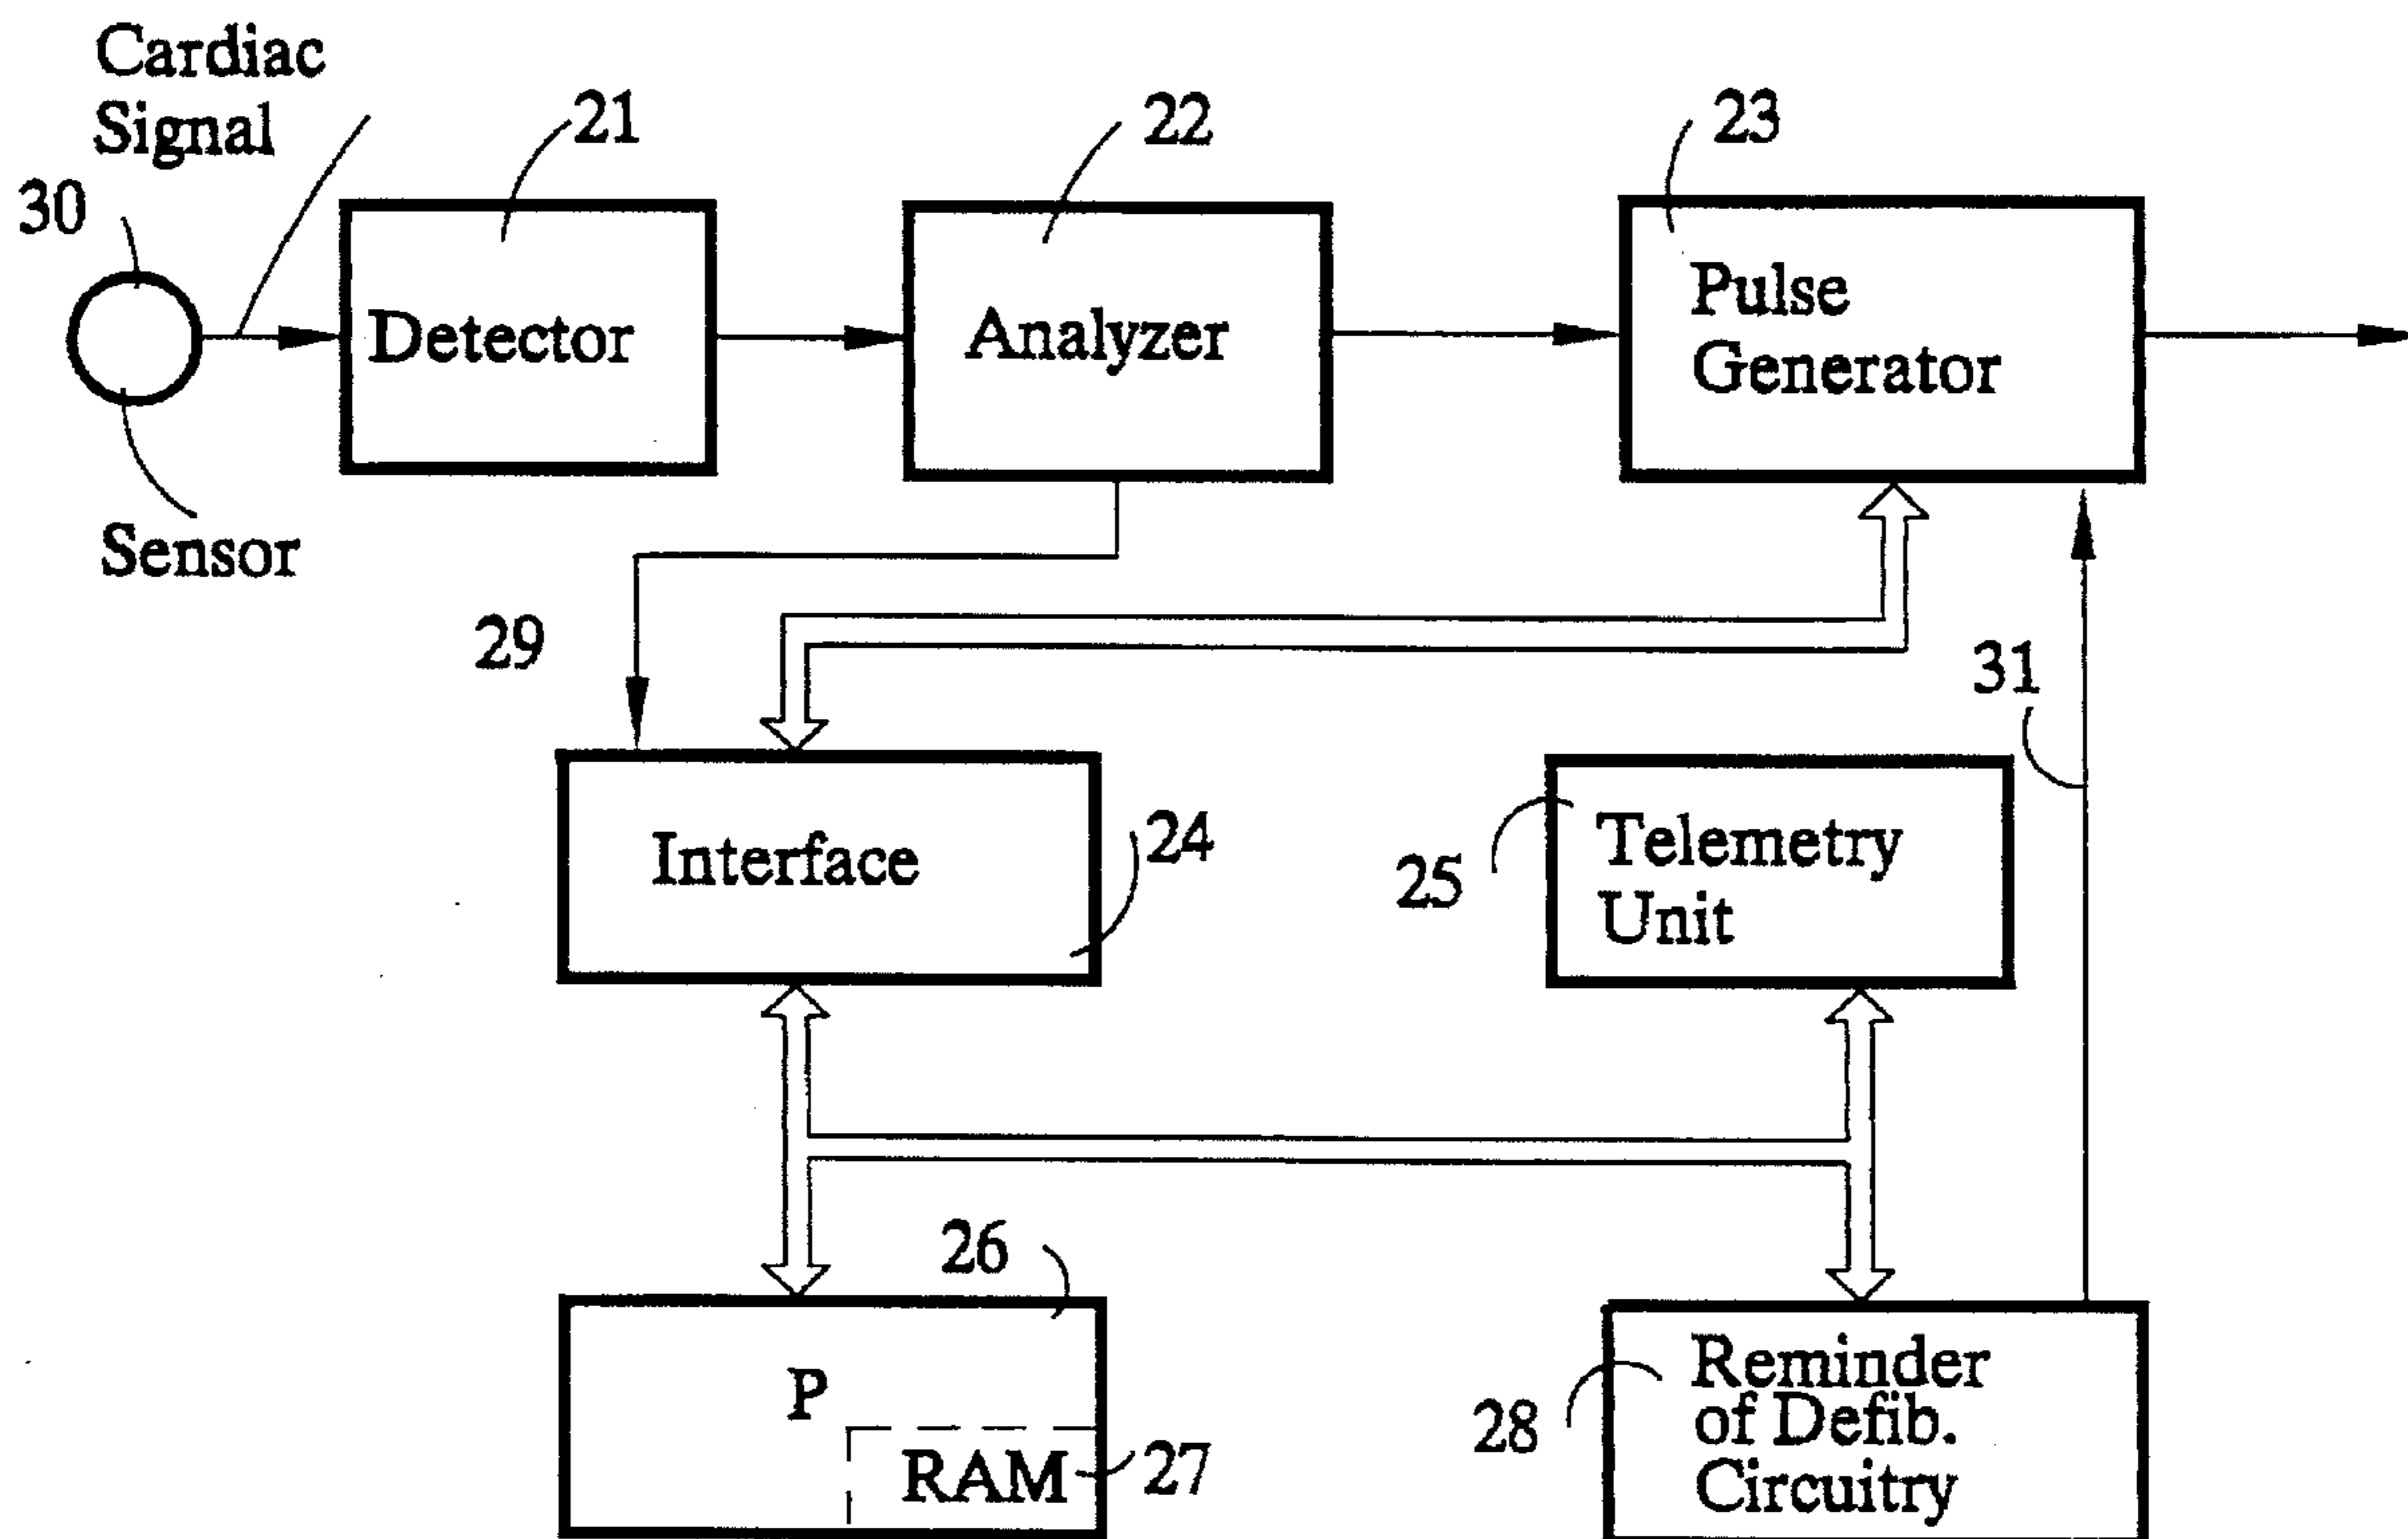 Cardiac
Signal
21
22
23
30
Detector
Analyzer
Pulse
Generator
Sensor
29
31
Interface
24
Telemetry
Unit
25
26
P
RAM
27
Reminder
of Defib.
Circuitry
28